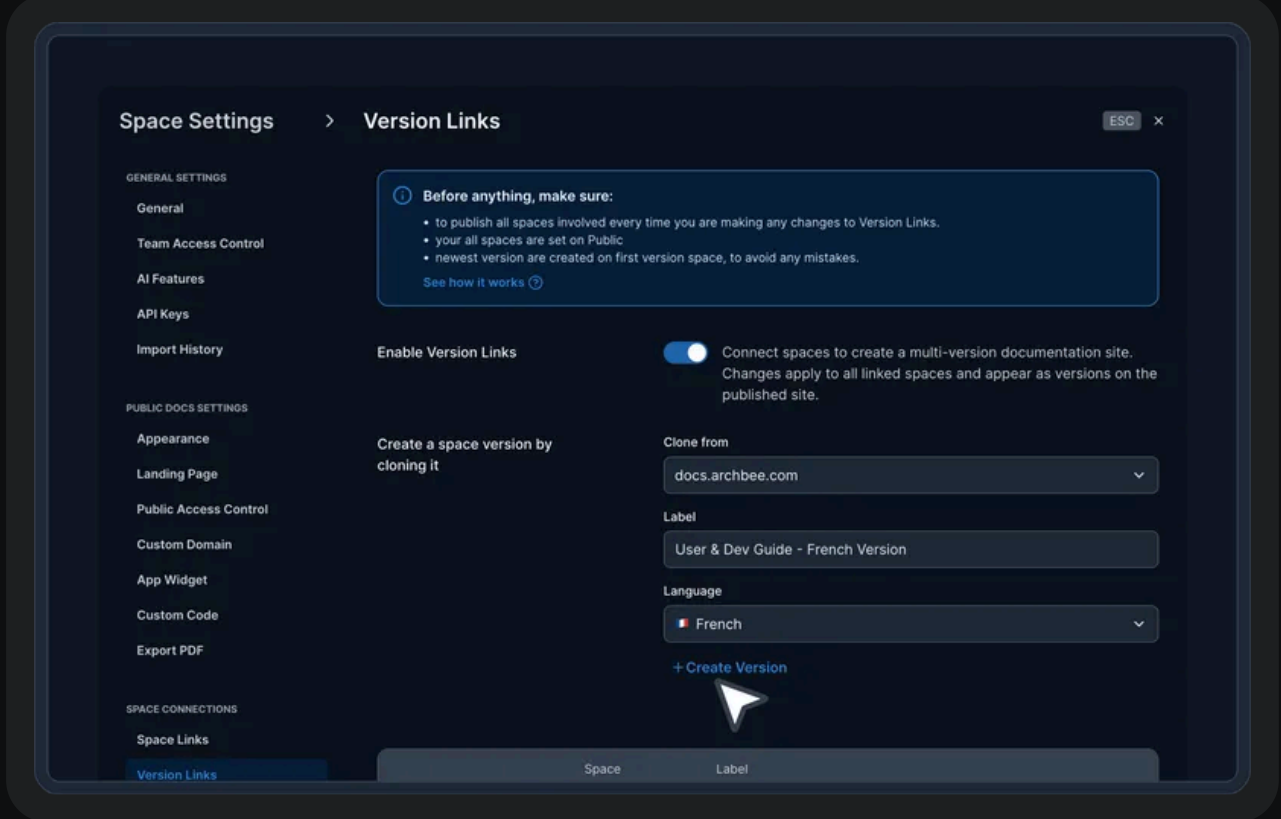 Space Settings > Version Links
ESC ×
GENERAL SETTINGS
General
Team Access Control
AI Features
API Keys
Import History
PUBLIC DOCS SETTINGS
Appearance
Landing Page
Public Access Control
Custom Domain
App Widget
Custom Code
Export PDF
SPACE CONNECTIONS
Space Links
Version Links
Before anything, make sure:
• to publish all spaces involved every time you are making any changes to Version Links.
• your all spaces are set on Public
• newest version are created on first version space, to avoid any mistakes.
See how it works
Enable Version Links
Connect spaces to create a multi-version documentation site.
Changes apply to all linked spaces and appear as versions on the
published site.
Create a space version by
cloning it
Clone from
docs.archbee.com
Label
User & Dev Guide - French Version
Language
French
+ Create Version
Space Label